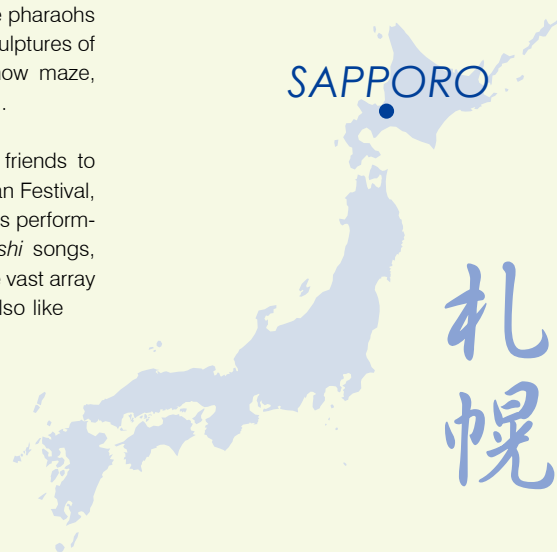 pharaohs
ulptures of
ow maze,
.
friends to
an Festival,
s perform-
shi songs,
vast array
lso like
SAPPORO
札
幌